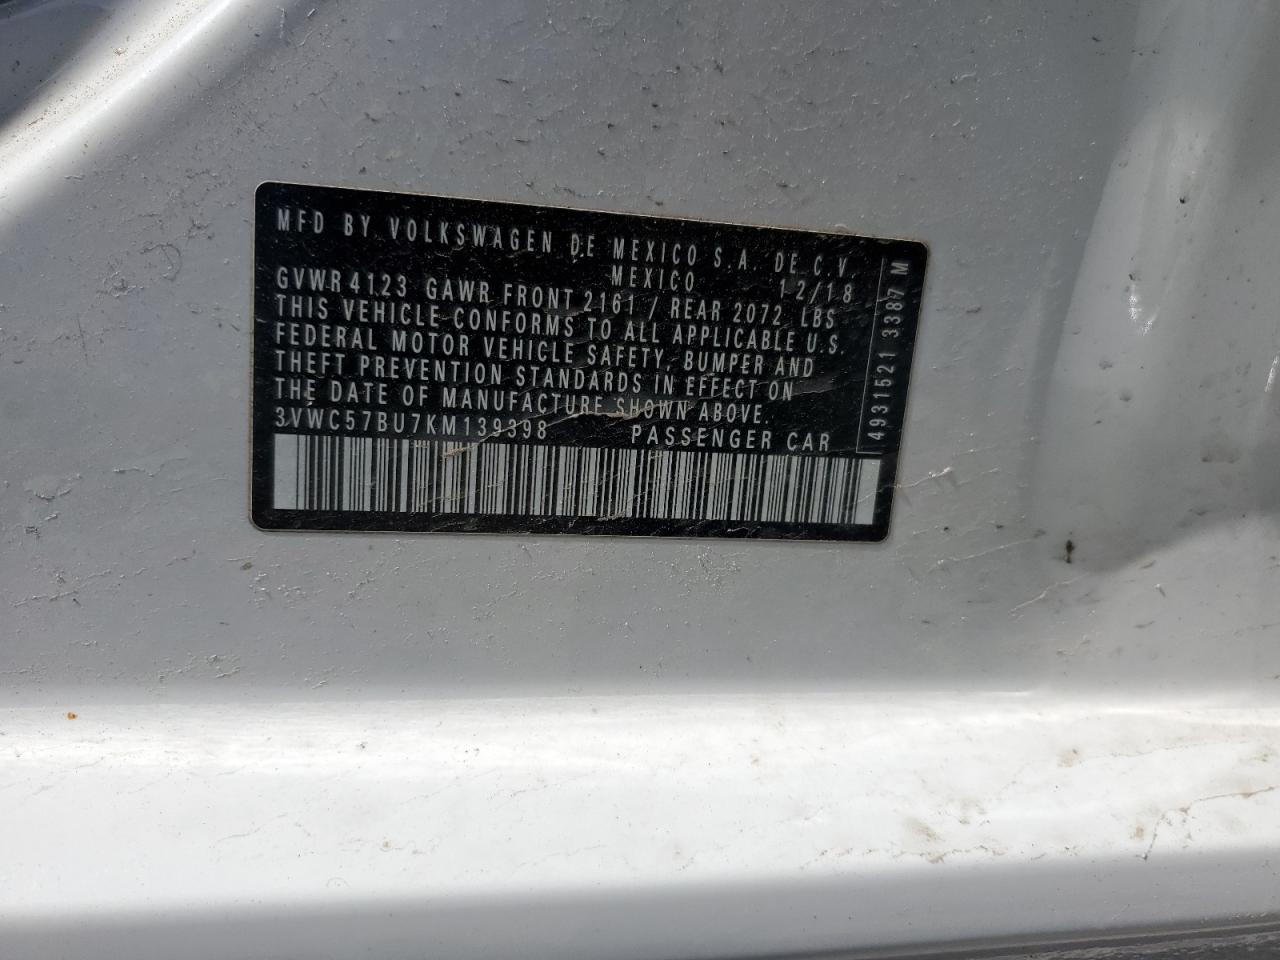 MFD BY VOLKSWAGEN DE MEXICO S.A. DE C.V.
MEXICO 12/18
GVWR 4123 GAWR FRONT 2161 / REAR 2072 LBS
THIS VEHICLE CONFORMS TO ALL APPLICABLE U.S.
FEDERAL MOTOR VEHICLE SAFETY, BUMPER AND
THEFT PREVENTION STANDARDS IN EFFECT ON
THE DATE OF MANUFACTURE SHOWN ABOVE.
3VWC57BU7KM139398 PASSENGER CAR
4931521 3387 M